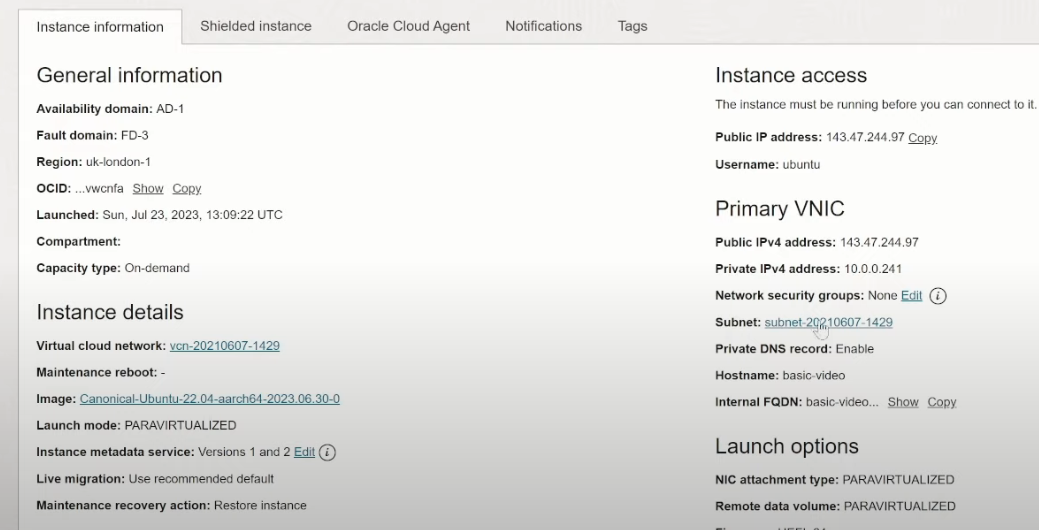 Instance information Shielded instance Oracle Cloud Agent Notifications Tags
General information
Availability domain: AD-1
Fault domain: FD-3
Region: uk-london-1
OCID: ...vwcnfa Show Copy
Launched: Sun, Jul 23, 2023, 13:09:22 UTC
Compartment:
Capacity type: On-demand
Instance details
Virtual cloud network: vcn-20210607-1429
Maintenance reboot: -
Image: Canonical-Ubuntu-22.04-aarch64-2023.06.30-0
Launch mode: PARAVIRTUALIZED
Instance metadata service: Versions 1 and 2 Edit i
Live migration: Use recommended default
Maintenance recovery action: Restore instance
Instance access
The instance must be running before you can connect to it.
Public IP address: 143.47.244.97 Copy
Username: ubuntu
Primary VNIC
Public IPv4 address: 143.47.244.97
Private IPv4 address: 10.0.0.241
Network security groups: None Edit i
Subnet: subnet-20210607-1429
Private DNS record: Enable
Hostname: basic-video
Internal FQDN: basic-video... Show Copy
Launch options
NIC attachment type: PARAVIRTUALIZED
Remote data volume: PARAVIRTUALIZED